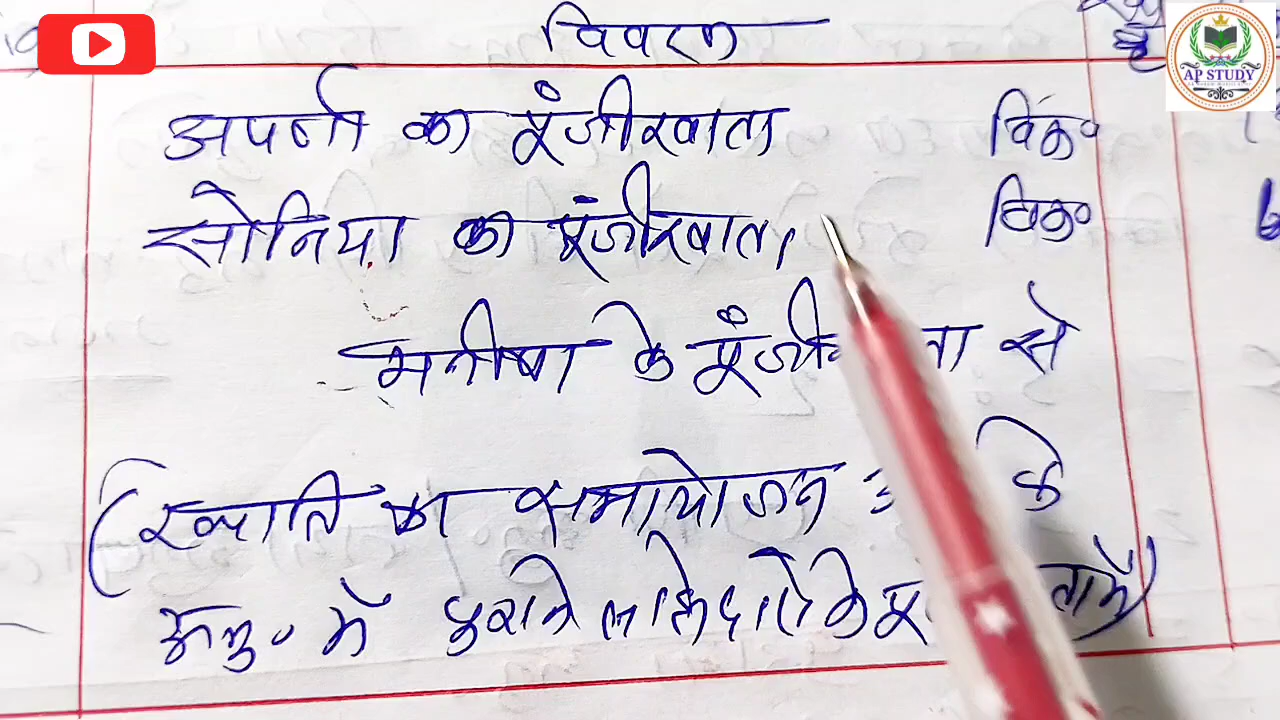 विवरण
AP STUDY
अपर्णा का पूंजीखाता विक०
सोनिया का पूंजीखाता विक०
मनीषा के से
(ख्याति का समायोजन के
अनु० में पुराने साझेदारों के